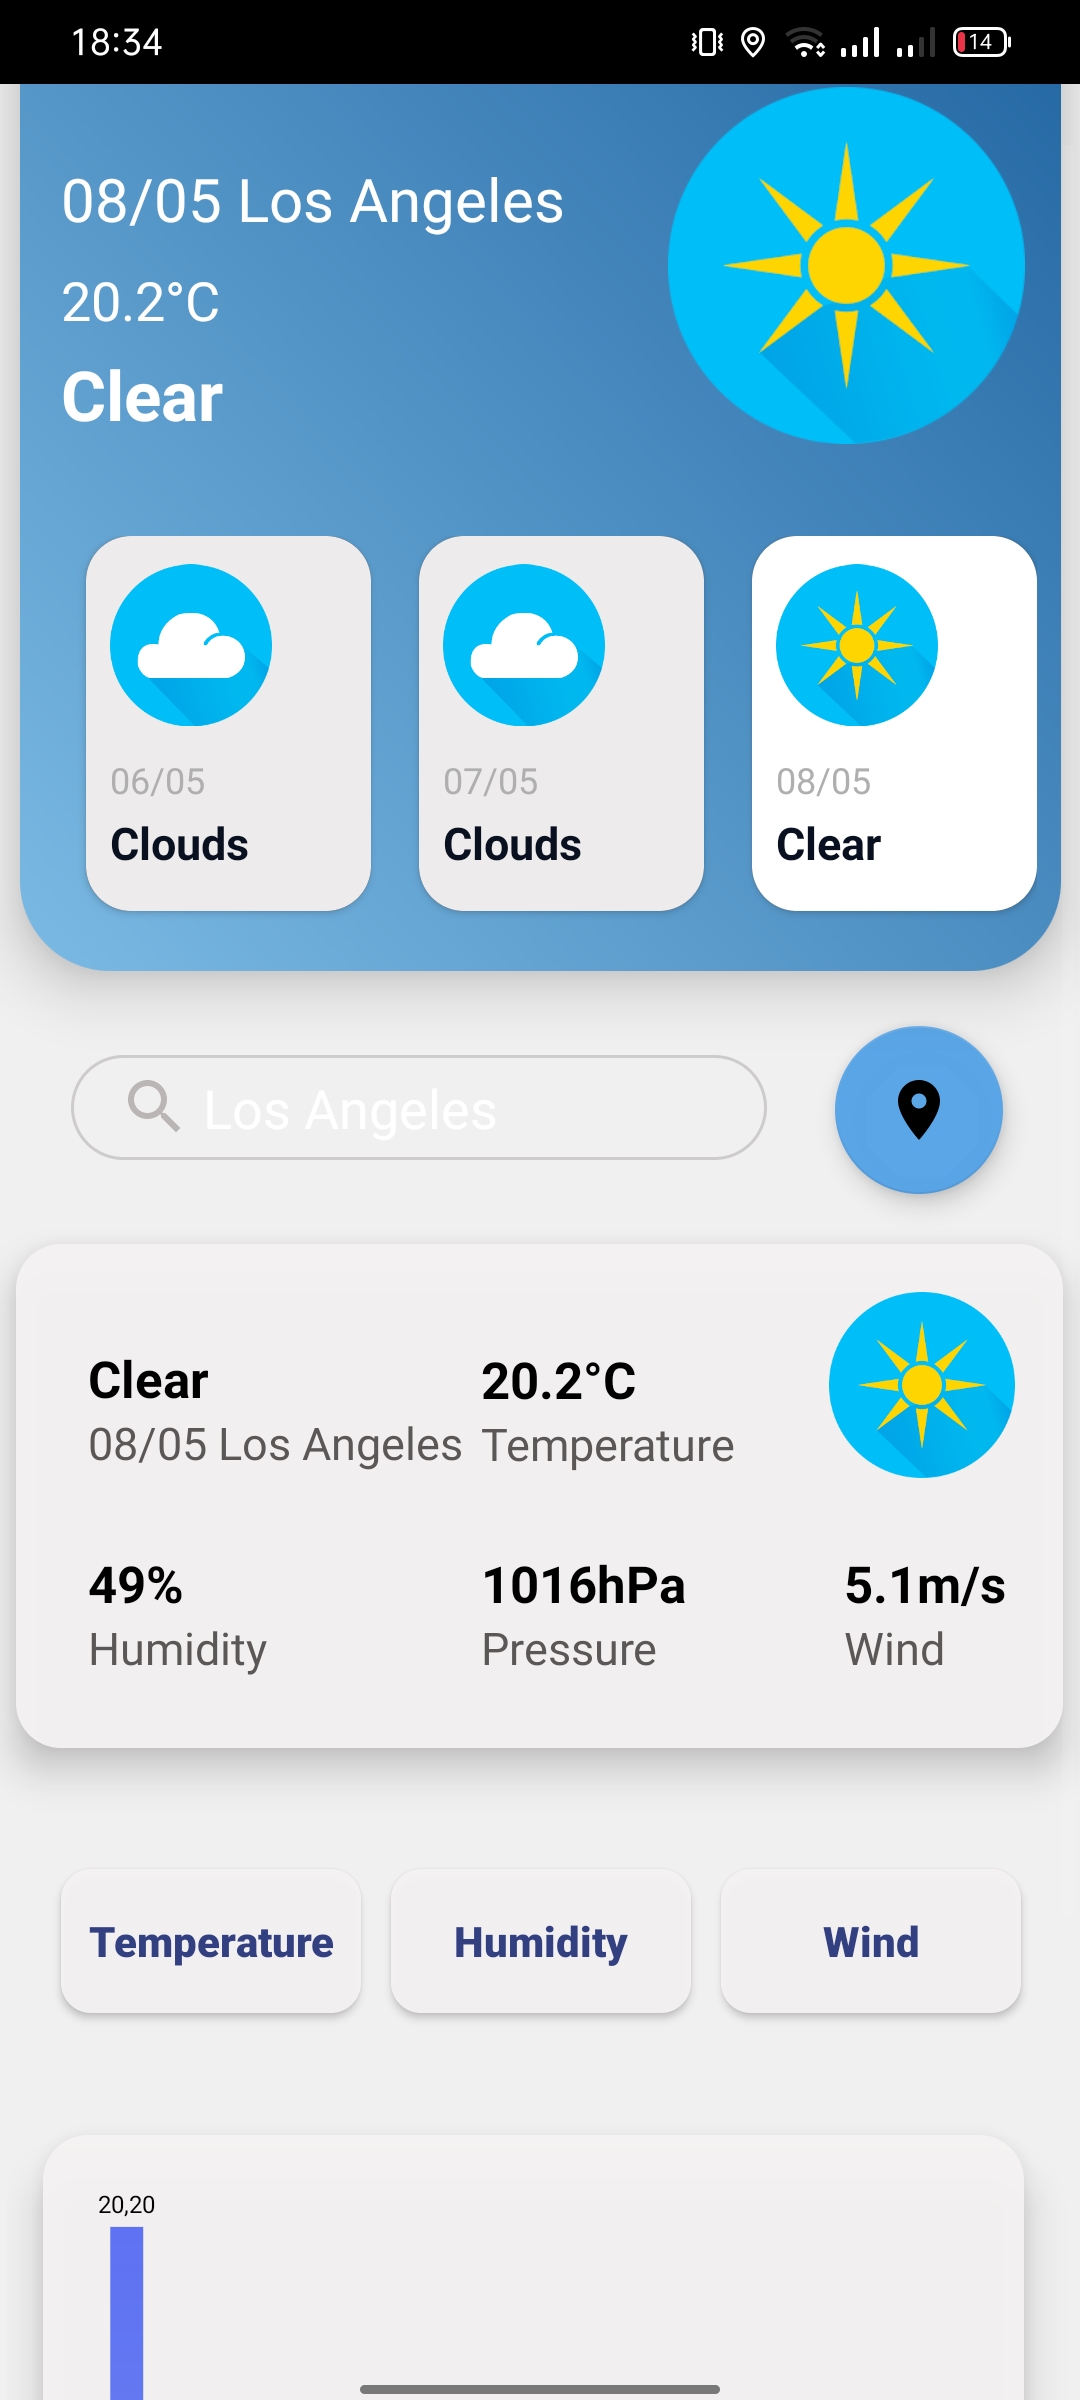 18:34
14
08/05 Los Angeles
20.2°C
Clear
06/05
Clouds
07/05
Clouds
08/05
Clear
Los Angeles
Clear
08/05 Los Angeles
20.2°C
Temperature
49%
Humidity
1016hPa
Pressure
5.1m/s
Wind
Temperature
Humidity
Wind
20,20